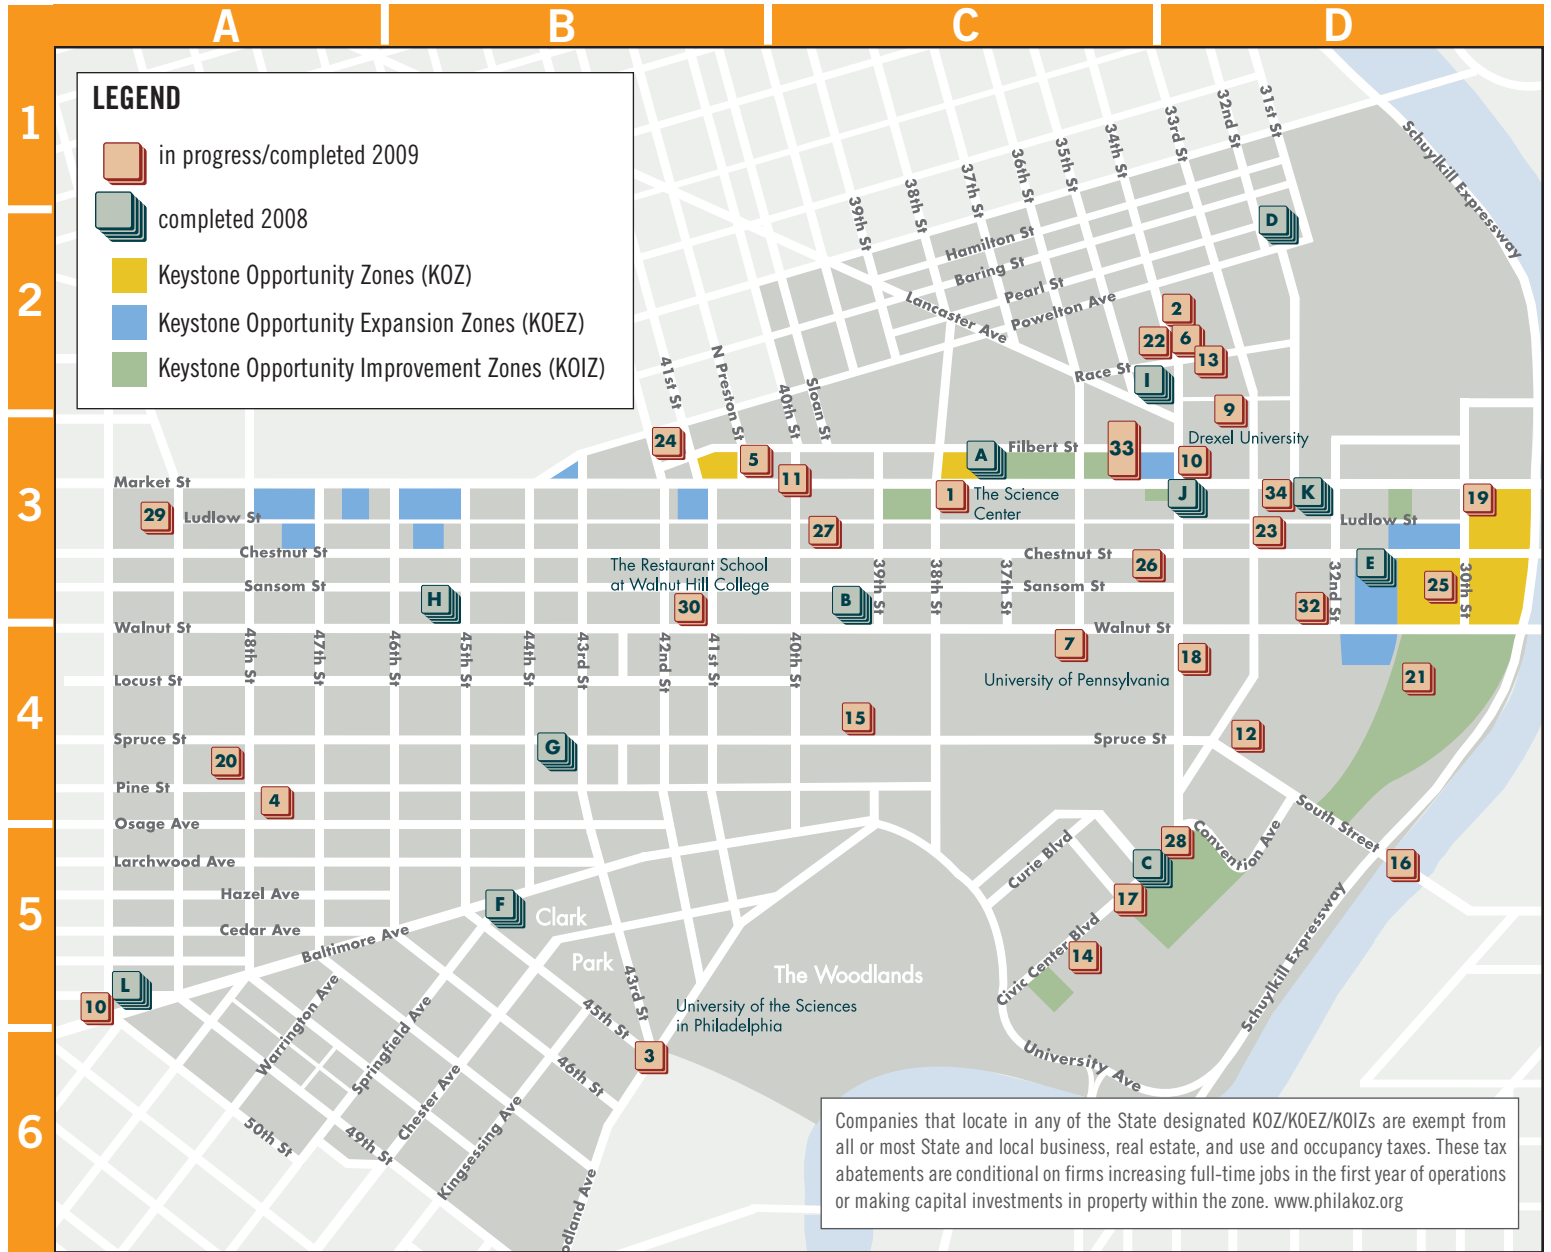 A
B
C
D
1
2
3
4
5
6
LEGEND
in progress/completed 2009
completed 2008
Keystone Opportunity Zones (KOZ)
Keystone Opportunity Expansion Zones (KOEZ)
Keystone Opportunity Improvement Zones (KOIZ)
31st St
32nd St
33rd St
34th St
35th St
36th St
37th St
38th St
39th St
Schuylkill Expressway
D
Hamilton St
Baring St
Pearl St
Powelton Ave
Lancaster Ave
2
22
6
13
Race St
I
9
Drexel University
41st St
N Preston St
40th St
Sloan St
24
5
11
A
Filbert St
33
10
Market St
29
Ludlow St
1
The Science
Center
J
34
K
19
27
23
Ludlow St
Chestnut St
Chestnut St
Sansom St
Sansom St
The Restaurant School
at Walnut Hill College
26
E
25
H
30
B
39th St
38th St
37th St
32nd St
30th St
32
Walnut St
Walnut St
48th St
47th St
46th St
45th St
44th St
43rd St
42nd St
41st St
40th St
7
18
Locust St
University of Pennsylvania
21
15
Spruce St
Spruce St
12
20
G
Pine St
4
South Street
Osage Ave
Larchwood Ave
Curie Blvd
28
Convention Ave
C
16
Hazel Ave
F
Clark
Park
17
Cedar Ave
Baltimore Ave
Civic Center Blvd
14
Schuylkill Expressway
The Woodlands
L
10
Warrington Ave
Springfield Ave
43rd St
45th St
University of the Sciences
in Philadelphia
3
46th St
University Ave
Chester Ave
Kingsessing Ave
50th St
49th St
odland Ave
Companies that locate in any of the State designated KOZ/KOEZ/KOIZs are exempt from
all or most State and local business, real estate, and use and occupancy taxes. These tax
abatements are conditional on firms increasing full-time jobs in the first year of operations
or making capital investments in property within the zone. www.philakoz.org